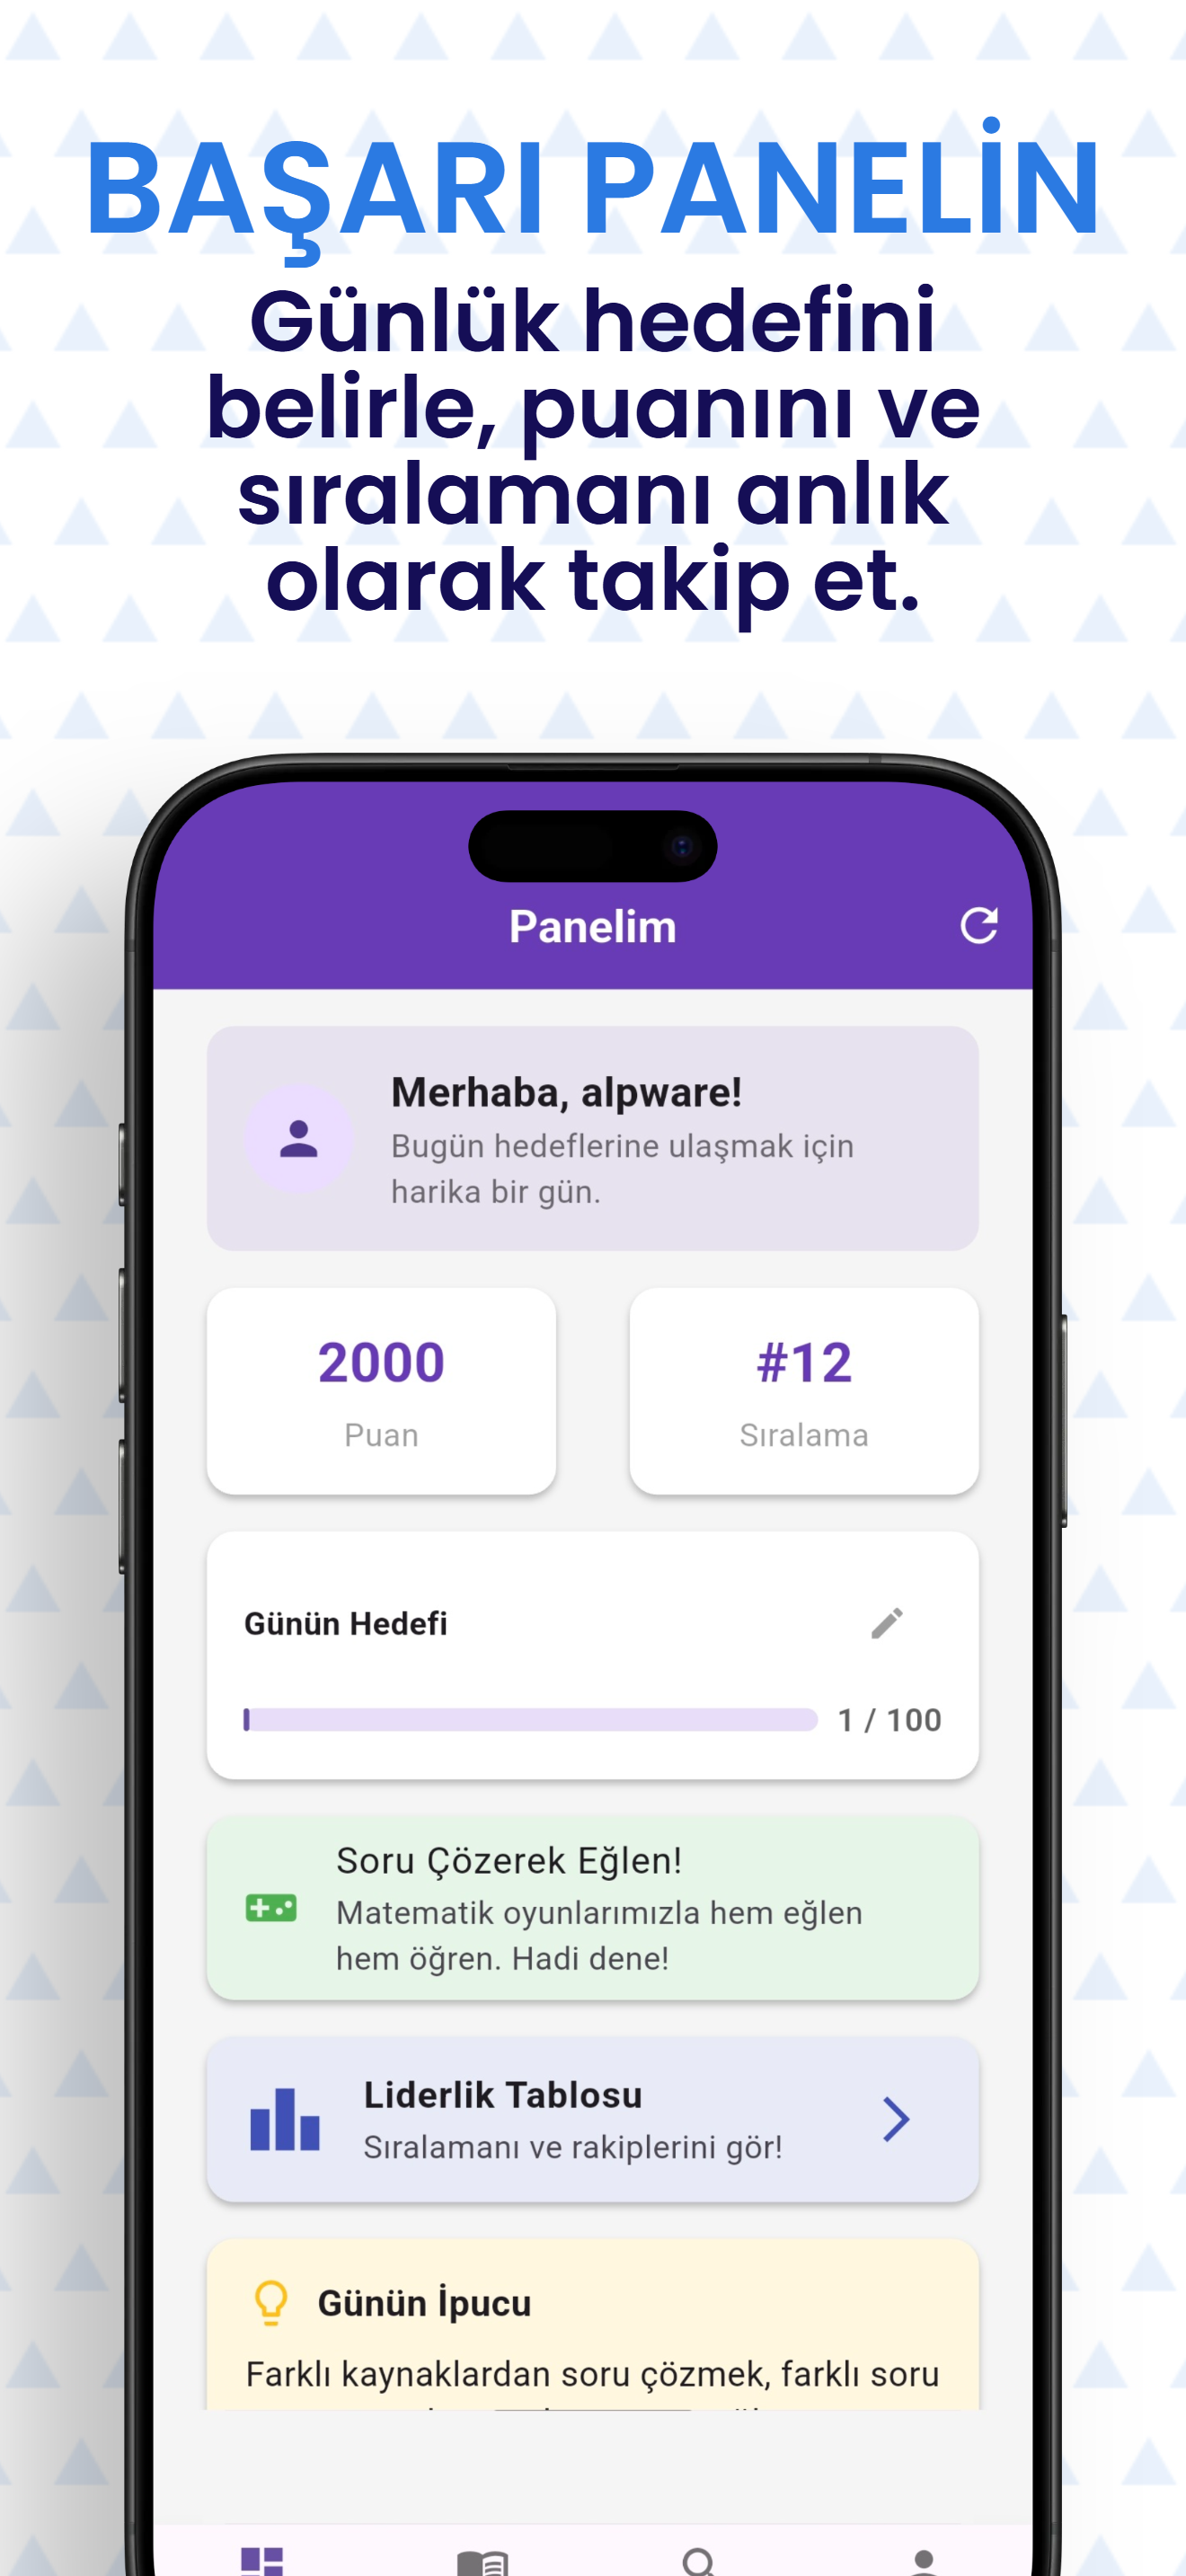 BAŞARI PANELİN
Günlük hedefini
belirle, puanını ve
sıralamanı anlık
olarak takip et.
Panelim
Merhaba, alpware!
Bugün hedeflerine ulaşmak için
harika bir gün.
2000
Puan
#12
Sıralama
Günün Hedefi
1 / 100
Soru Çözerek Eğlen!
Matematik oyunlarımızla hem eğlen
hem öğren. Hadi dene!
Liderlik Tablosu
Sıralamanı ve rakiplerini gör!
Günün İpucu
Farklı kaynaklardan soru çözmek, farklı soru